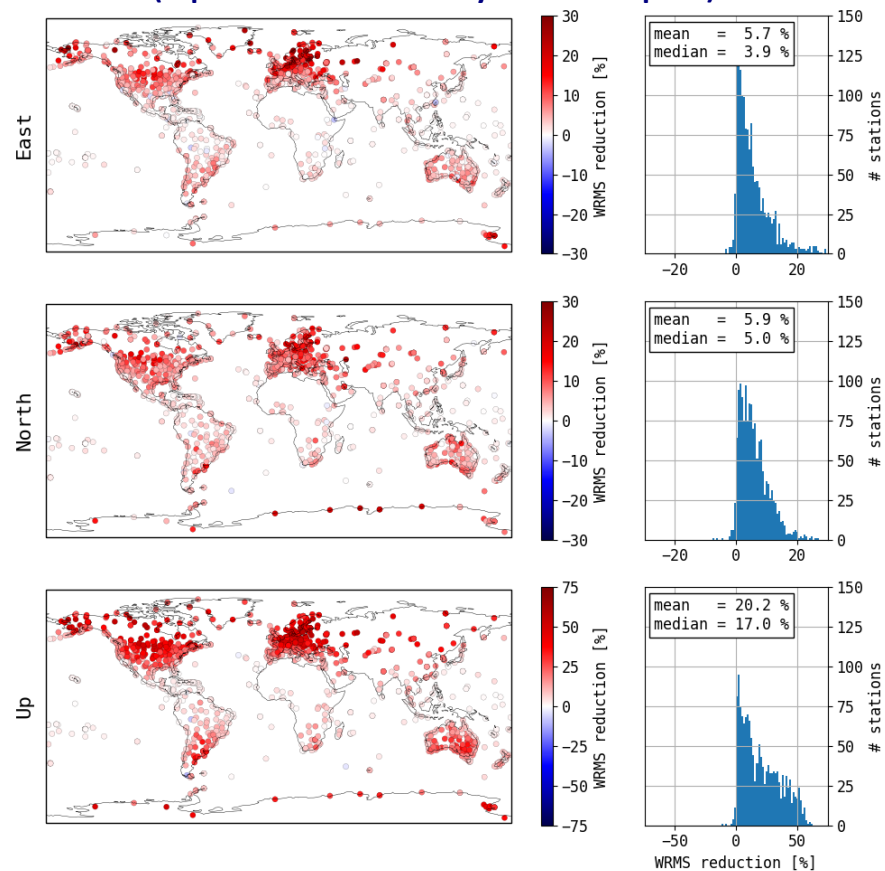 East
30
20
10
0
−10
−20
−30
WRMS reduction [%]
mean = 5.7 %
median = 3.9 %
150
125
100
75
50
25
0
# stations
−20 0 20
North
30
20
10
0
−10
−20
−30
WRMS reduction [%]
mean = 5.9 %
median = 5.0 %
150
125
100
75
50
25
0
# stations
−20 0 20
Up
75
50
25
0
−25
−50
−75
WRMS reduction [%]
mean = 20.2 %
median = 17.0 %
150
125
100
75
50
25
0
# stations
−50 0 50
WRMS reduction [%]